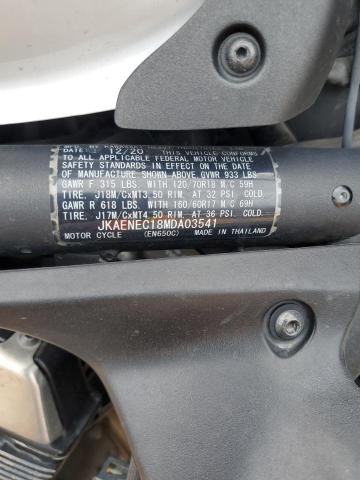 DATE: 12/20 THIS VEHICLE CONFORMS
TO ALL APPLICABLE FEDERAL MOTOR VEHICLE
SAFETY STANDARDS IN EFFECT ON THE DATE
OF MANUFACTURE SHOWN ABOVE. GVWR 933 LBS
GAWR F 315 LBS. WITH 120/70R18 M/C 59H
TIRE, J18M/CxMT3.50 RIM, AT 32 PSI. COLD.
GAWR R 618 LBS. WITH 160/60R17 M/C 69H
TIRE, J17M/CxMT4.50 RIM, AT 36 PSI. COLD.
JKAENEC18MDA03541
MOTOR CYCLE (EN650C) MADE IN THAILAND